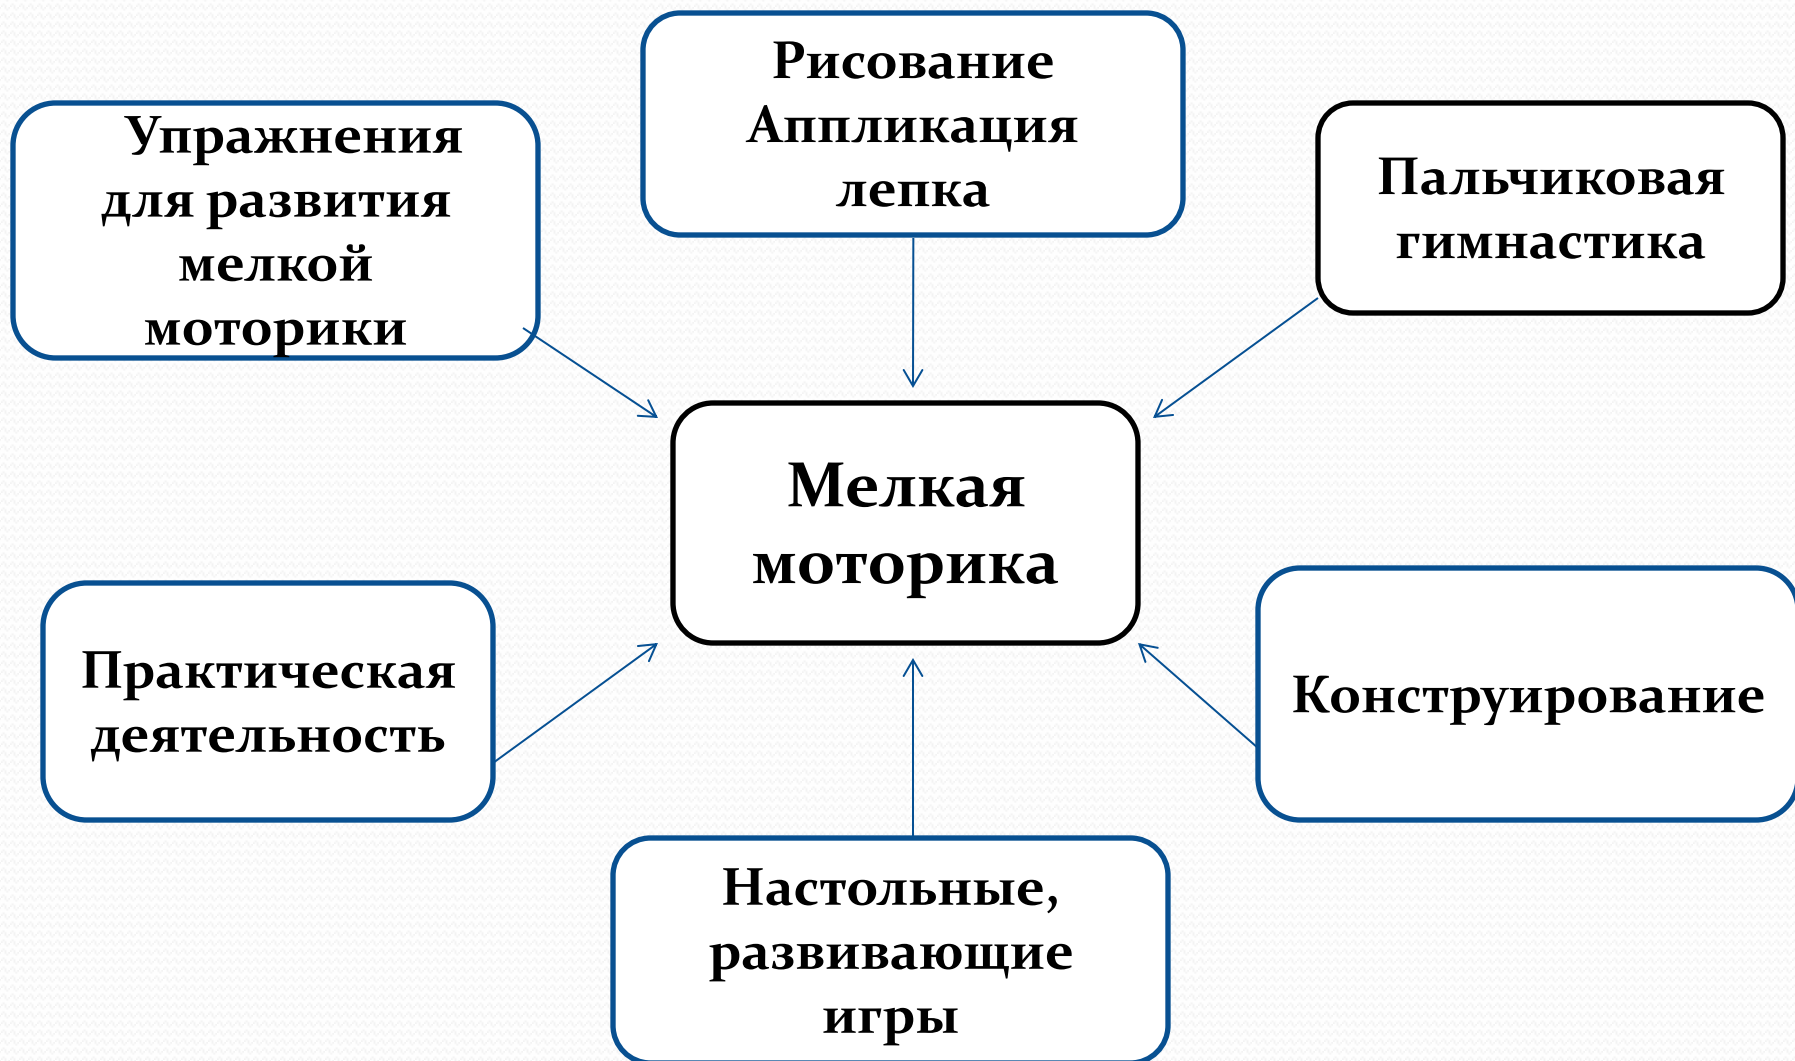 Рисование
Аппликация
лепка
Упражнения
для развития
мелкой
моторики
Пальчиковая
гимнастика
Мелкая
моторика
Практическая
деятельность
Конструирование
Настольные,
развивающие
игры